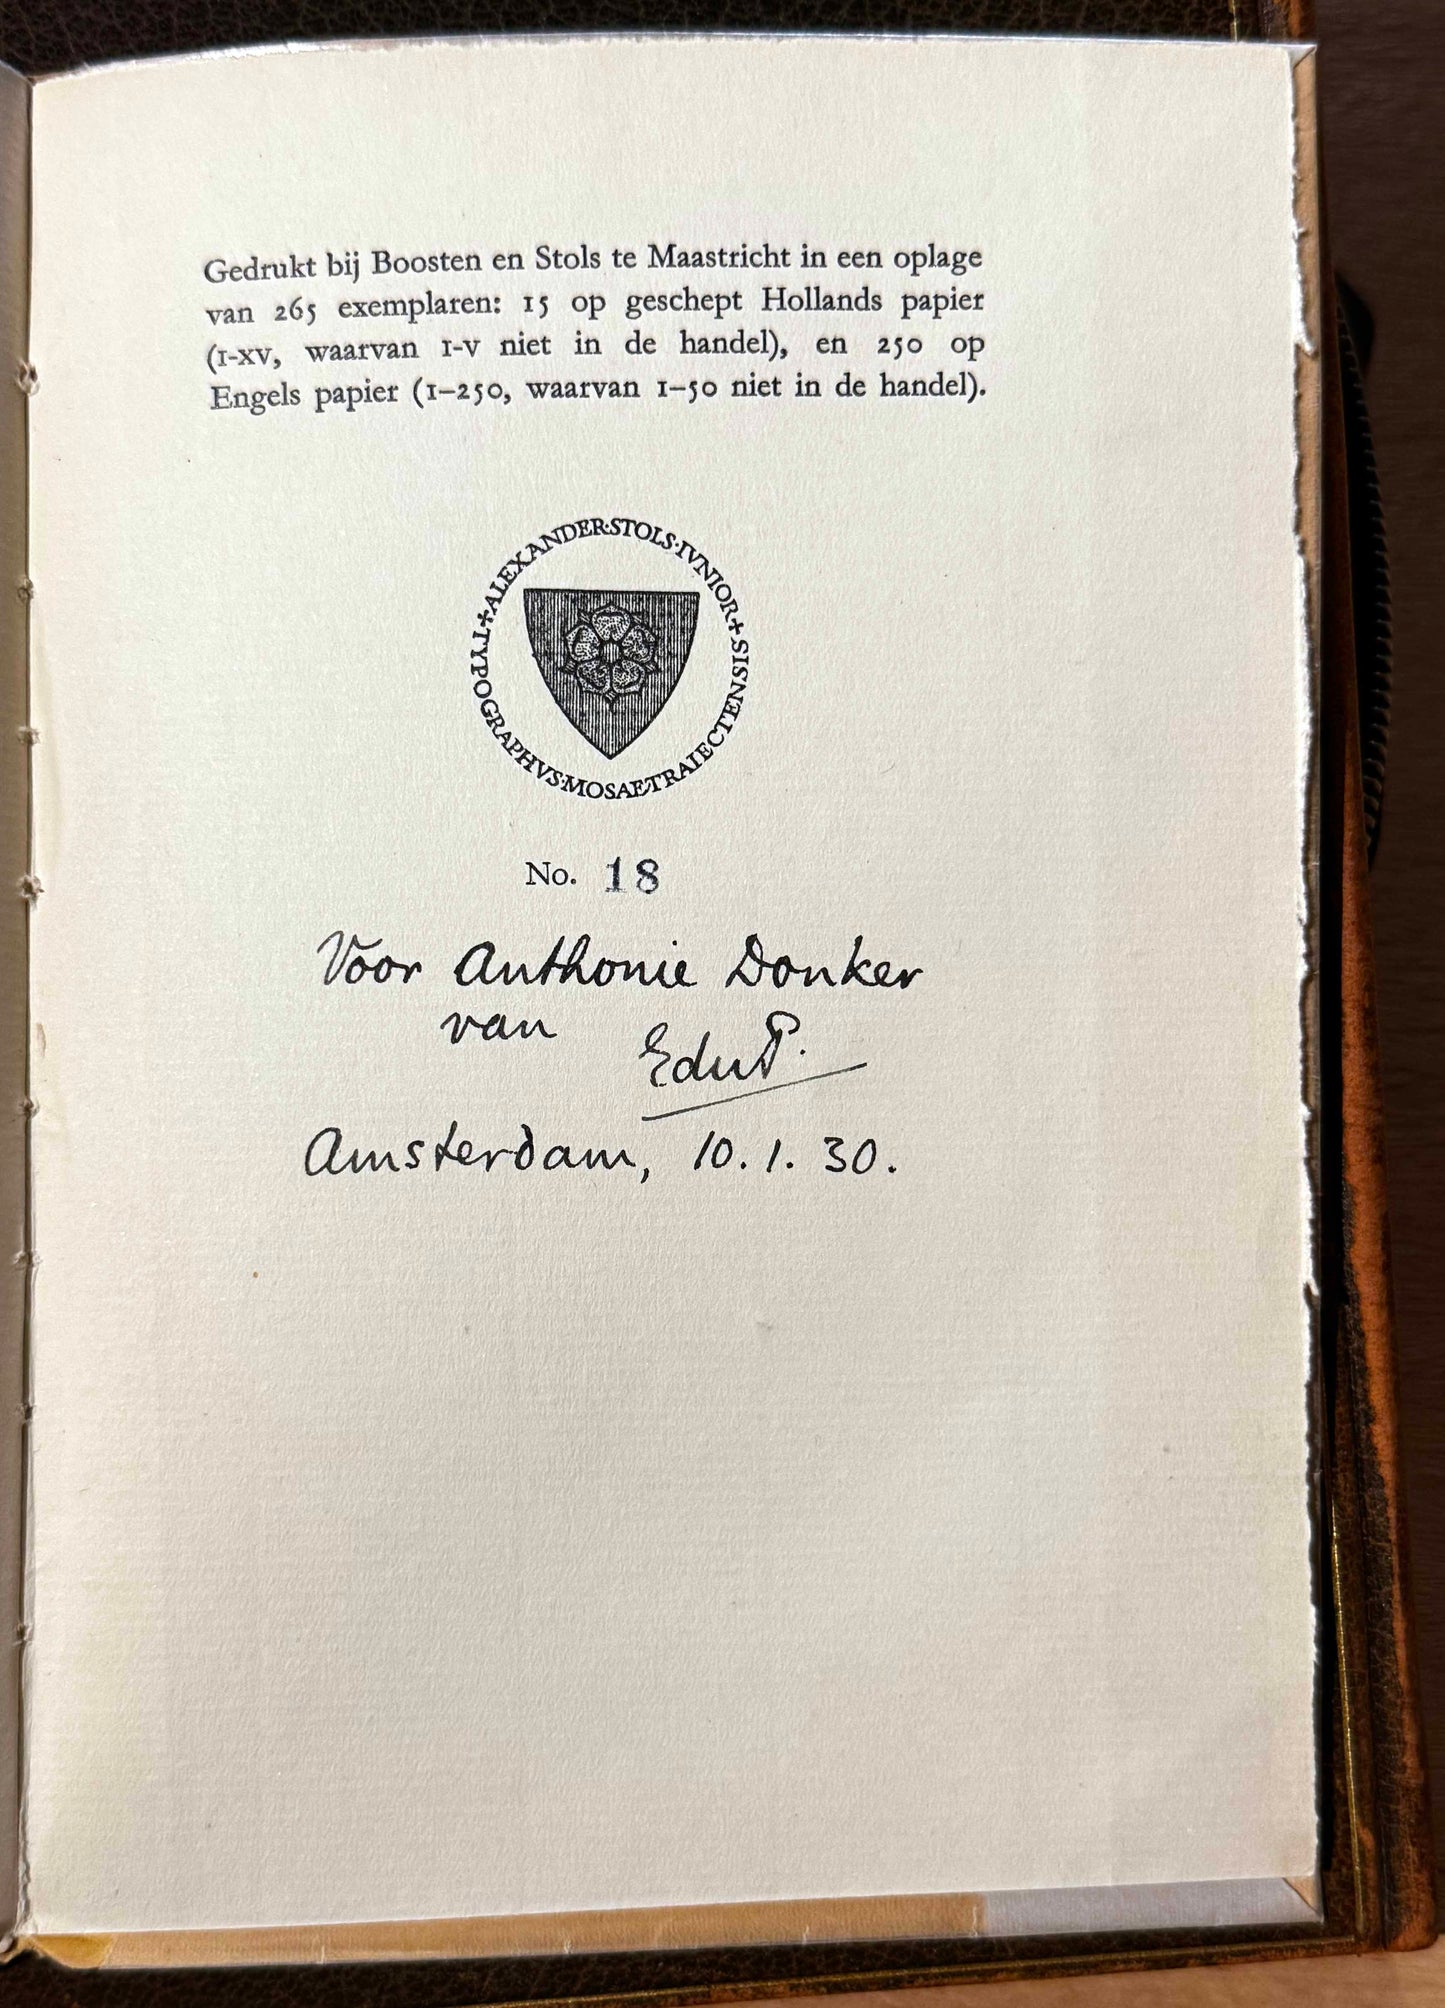 Gedrukt bij Boosten en Stols te Maastricht in een oplage
van 265 exemplaren: 15 op geschept Hollands papier
(I-XV, waarvan I-V niet in de handel), en 250 op
Engels papier (1–250, waarvan 1–50 niet in de handel).
ALEXANDER·STOLS·IVNIOR+
TYPOGRAPHVS·MOSAETRAIECTENSIS+
No. 18
Voor Anthonie Donker
van
Amsterdam, 10.1.30.